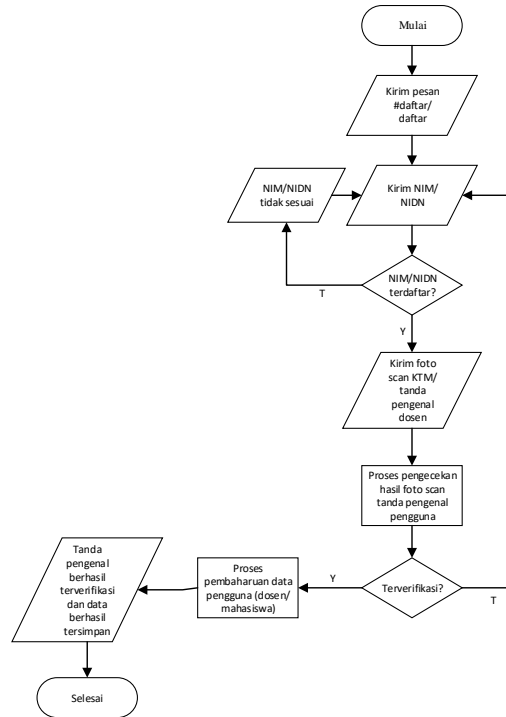 Mulai
Kirim pesan
#daftar/
daftar
NIM/NIDN
tidak sesuai
Kirim NIM/
NIDN
NIM/NIDN
terdaftar?
T
Y
Kirim foto
scan KTM/
tanda
pengenal
dosen
Proses pengecekan
hasil foto scan
tanda pengenal
pengguna
Terverifikasi?
Y
T
Proses
pembaharuan data
pengguna (dosen/
mahasiswa)
Tanda
pengenal
berhasil
terverifikasi
dan data
berhasil
tersimpan
Selesai